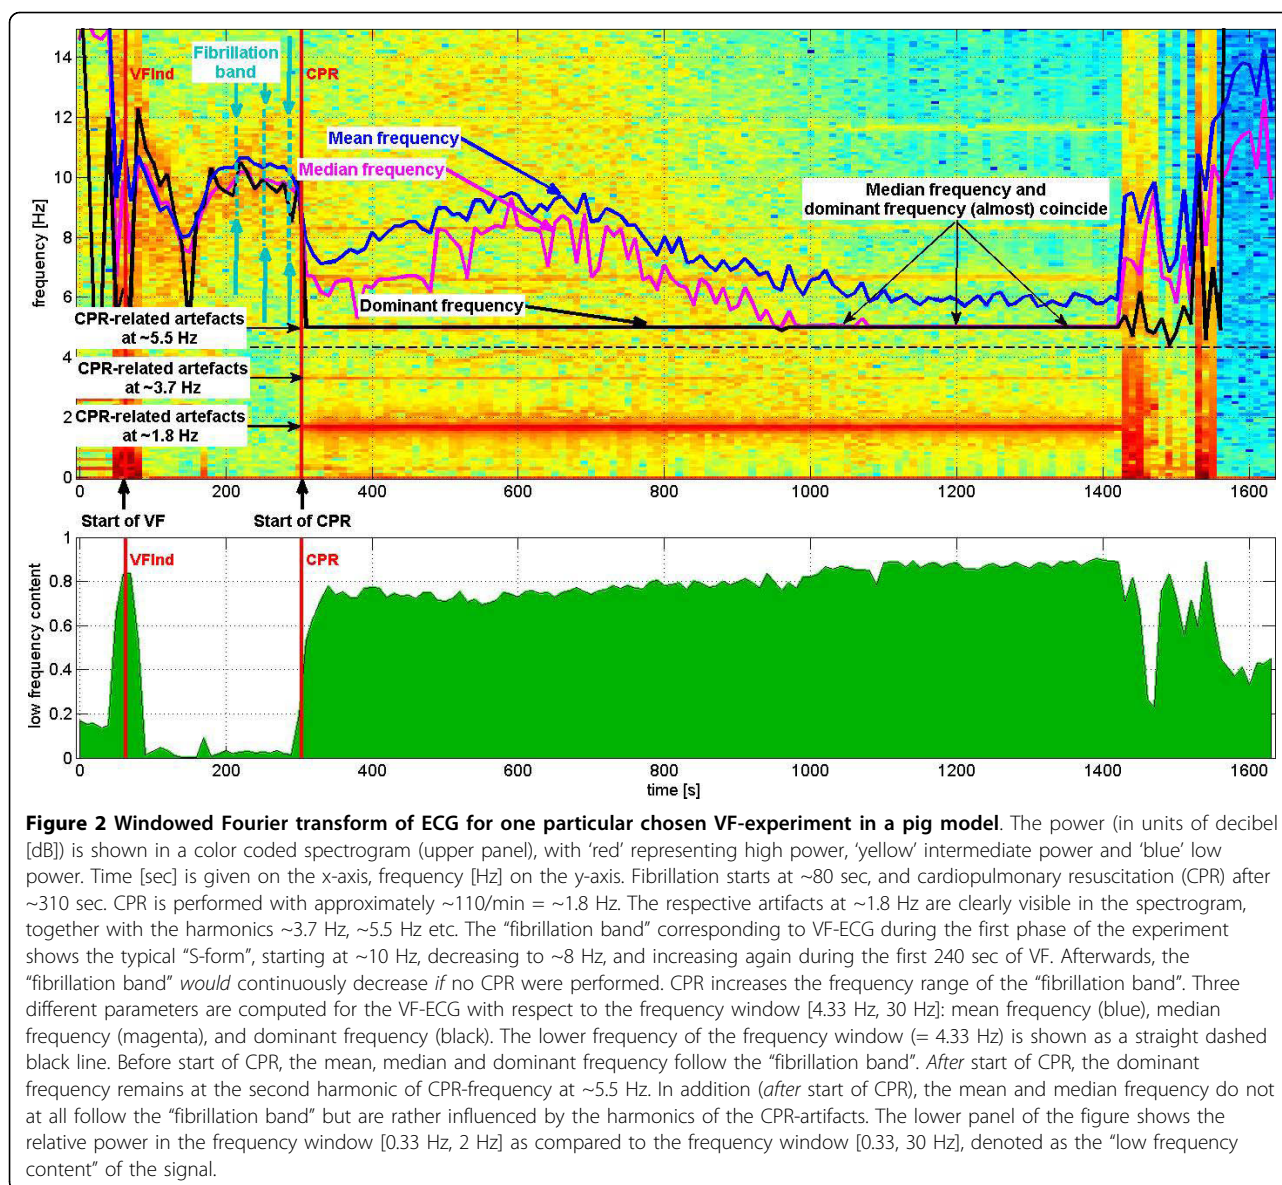 14
12
10
8
6
4
2
0
frequency [Hz]
VFInd
Fibrillation
band
CPR
Mean frequency
Median frequency
Median frequency and
dominant frequency (almost) coincide
Dominant frequency
CPR-related artefacts
at ~5.5 Hz
CPR-related artefacts
at ~3.7 Hz
CPR-related artefacts
at ~1.8 Hz
0 200 400 600 800 1000 1200 1400 1600
Start of VF
Start of CPR
1
0.8
0.6
0.4
0.2
0
low frequency content
VFInd
CPR
0 200 400 600 800 1000 1200 1400 1600
time [s]
Figure 2 Windowed Fourier transform of ECG for one particular chosen VF-experiment in a pig model. The power (in units of decibel
[dB]) is shown in a color coded spectrogram (upper panel), with ‘red’ representing high power, ‘yellow’ intermediate power and ‘blue’ low
power. Time [sec] is given on the x-axis, frequency [Hz] on the y-axis. Fibrillation starts at ~80 sec, and cardiopulmonary resuscitation (CPR) after
~310 sec. CPR is performed with approximately ~110/min = ~1.8 Hz. The respective artifacts at ~1.8 Hz are clearly visible in the spectrogram,
together with the harmonics ~3.7 Hz, ~5.5 Hz etc. The “fibrillation band” corresponding to VF-ECG during the first phase of the experiment
shows the typical “S-form”, starting at ~10 Hz, decreasing to ~8 Hz, and increasing again during the first 240 sec of VF. Afterwards, the
“fibrillation band” would continuously decrease if no CPR were performed. CPR increases the frequency range of the “fibrillation band”. Three
different parameters are computed for the VF-ECG with respect to the frequency window [4.33 Hz, 30 Hz]: mean frequency (blue), median
frequency (magenta), and dominant frequency (black). The lower frequency of the frequency window (= 4.33 Hz) is shown as a straight dashed
black line. Before start of CPR, the mean, median and dominant frequency follow the “fibrillation band”. After start of CPR, the dominant
frequency remains at the second harmonic of CPR-frequency at ~5.5 Hz. In addition (after start of CPR), the mean and median frequency do not
at all follow the “fibrillation band” but are rather influenced by the harmonics of the CPR-artifacts. The lower panel of the figure shows the
relative power in the frequency window [0.33 Hz, 2 Hz] as compared to the frequency window [0.33, 30 Hz], denoted as the “low frequency
content” of the signal.